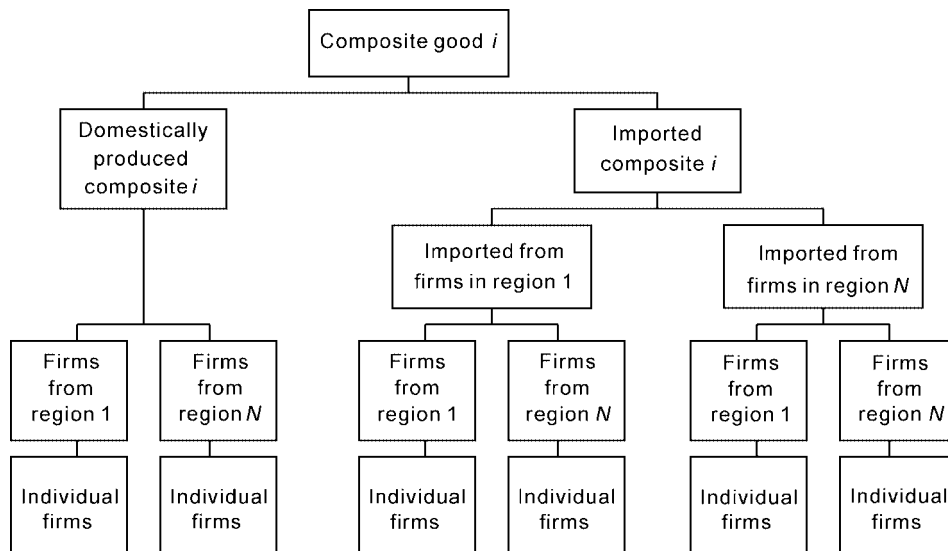 Composite good i
Domestically
produced
composite i
Imported
composite i
Imported from
firms in region 1
Imported from
firms in region N
Firms
from
region 1
Firms
from
region N
Firms
from
region 1
Firms
from
region N
Firms
from
region 1
Firms
from
region N
Individual
firms
Individual
firms
Individual
firms
Individual
firms
Individual
firms
Individual
firms